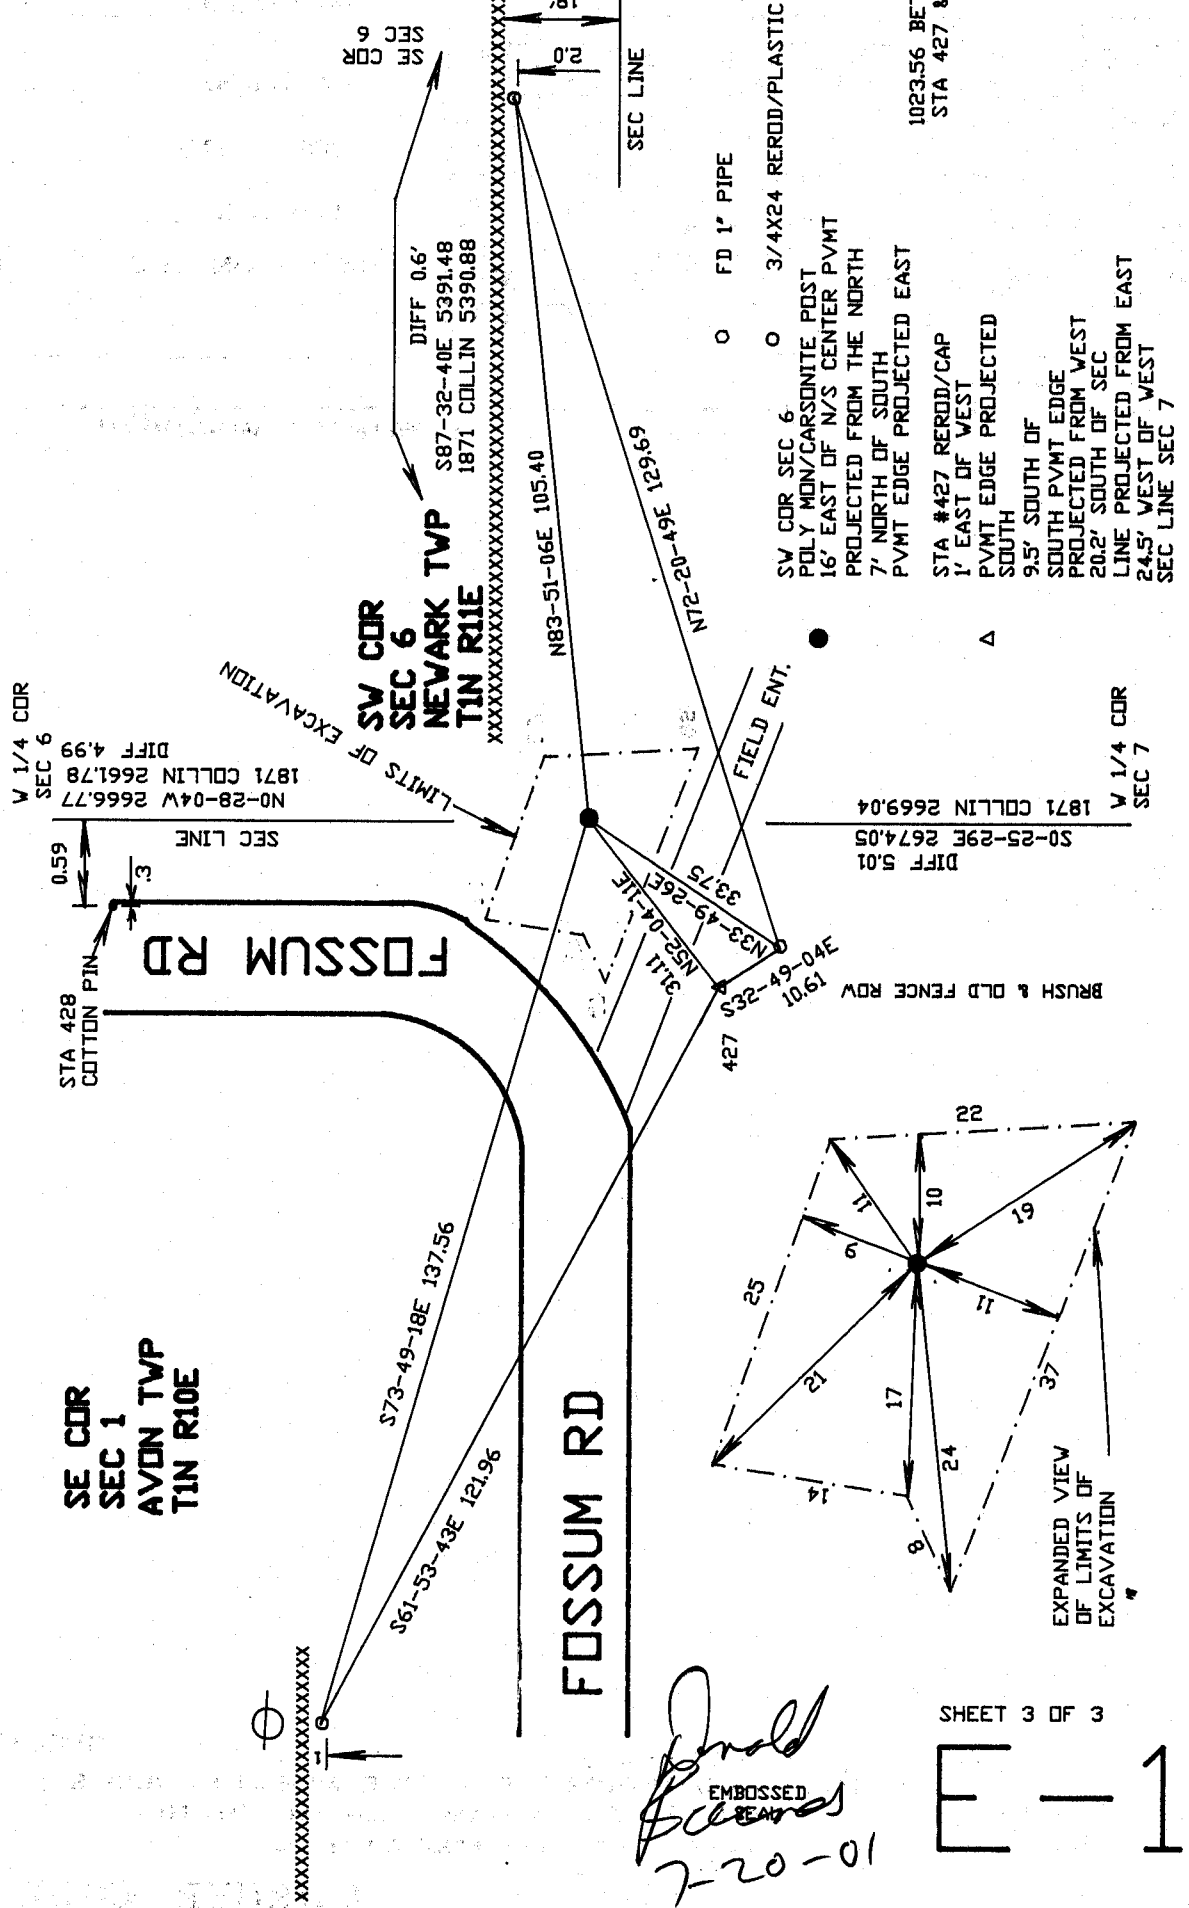 SE COR
SEC 1
AVON TWP
T1N R10E
STA 428
COTTON PIN
0.59
.3
W 1/4 COR
SEC 6
SEC LINE
N0-28-04W 2666.77
1871 COLLIN 2661.78
DIFF 4.99
FOSSUM RD
LIMITS OF EXCAVATION
SW COR
SEC 6
NEWARK TWP
T1N R11E
DIFF 0.6'
S87-32-40E 5391.48
1871 COLLIN 5390.88
SE COR
SEC 6
2.0
SEC LINE
XXXXXXXXXXXXXXXXXXXXXXXXXXXXXXXXXXXXXXXXXX
N83-51-06E 105.40
N72-20-49E 129.69
S73-49-18E 137.56
S61-53-43E 121.96
1
N52-04-11E
31.11
N33-49-26E
33.75
S32-49-04E
10.61
427
FIELD ENT.
BRUSH & OLD FENCE ROW
DIFF 5.01
S0-25-29E 2674.05
1871 COLLIN 2669.04
W 1/4 COR
SEC 7
FOSSUM RD
FD 1" PIPE
3/4X24 REROD/PLASTIC
SW COR SEC 6
POLY MON/CARSONITE POST
16' EAST OF N/S CENTER PVMT
PROJECTED FROM THE NORTH
7' NORTH OF SOUTH
PVMT EDGE PROJECTED EAST
STA #427 REROD/CAP
1' EAST OF WEST
PVMT EDGE PROJECTED
SOUTH
9.5' SOUTH OF
SOUTH PVMT EDGE
PROJECTED FROM WEST
20.2' SOUTH OF SEC
LINE PROJECTED FROM EAST
24.5' WEST OF WEST
SEC LINE SEC 7
1023.56
STA 427 &
25
22
11
9
10
21
19
17
11
24
14
37
8
EXPANDED VIEW
OF LIMITS OF
EXCAVATION
Donald
EMBOSSED
SEAL
7-20-01
SHEET 3 OF 3
E-1